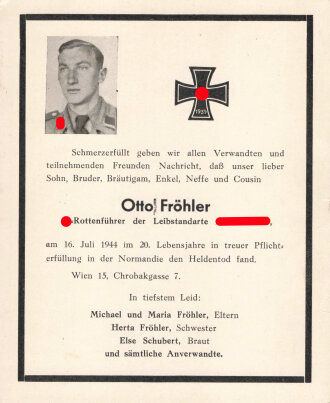 1939
Schmerzerfüllt geben wir allen Verwandten und
teilnehmenden Freunden Nachricht, daß unser lieber
Sohn, Bruder, Bräutigam, Enkel, Neffe und Cousin
Otto Fröhler
-Rottenführer der Leibstandarte
am 16. Juli 1944 im 20. Lebensjahre in treuer Pflicht-
erfüllung in der Normandie den Heldentod fand.
Wien 15, Chrobakgasse 7.
In tiefstem Leid:
Michael und Maria Fröhler, Eltern
Herta Fröhler, Schwester
Else Schubert, Braut
und sämtliche Anverwandte.